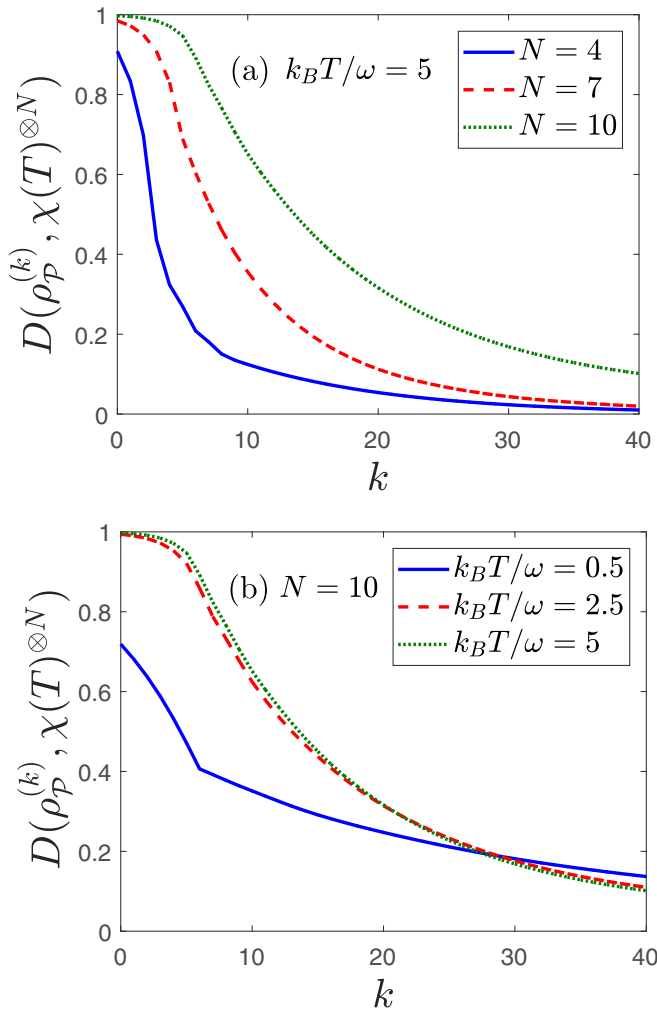 1
0.8
0.6
0.4
0.2
0
0 10 20 30 40
k
D(ρ_𝒫^{(k)}, χ(T)^{⊗N})
(a) k_BT/ω = 5
N = 4
N = 7
N = 10
1
0.8
0.6
0.4
0.2
0
0 10 20 30 40
k
D(ρ_𝒫^{(k)}, χ(T)^{⊗N})
(b) N = 10
k_BT/ω = 0.5
k_BT/ω = 2.5
k_BT/ω = 5